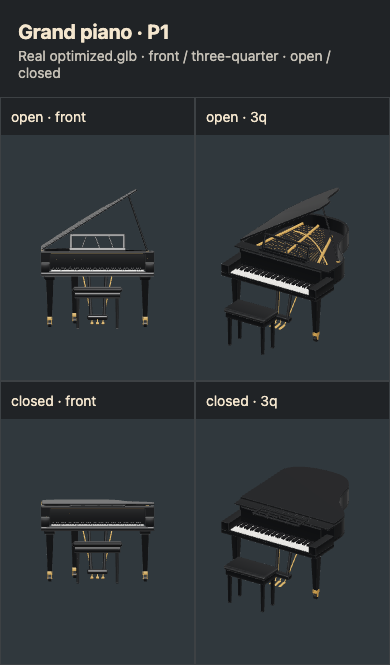 Grand piano · P1
Real optimized.glb · front / three-quarter · open /
closed
open · front
open · 3q
closed · front
closed · 3q